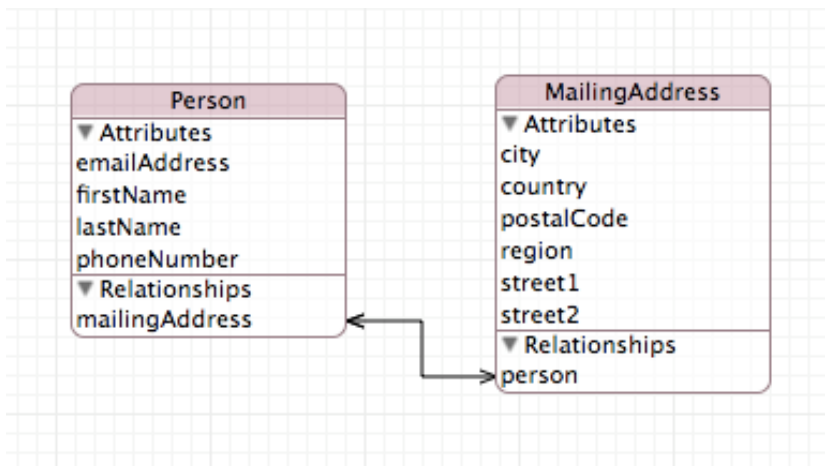 Person
Attributes
emailAddress
firstName
lastName
phoneNumber
Relationships
mailingAddress
MailingAddress
Attributes
city
country
postalCode
region
street1
street2
Relationships
person